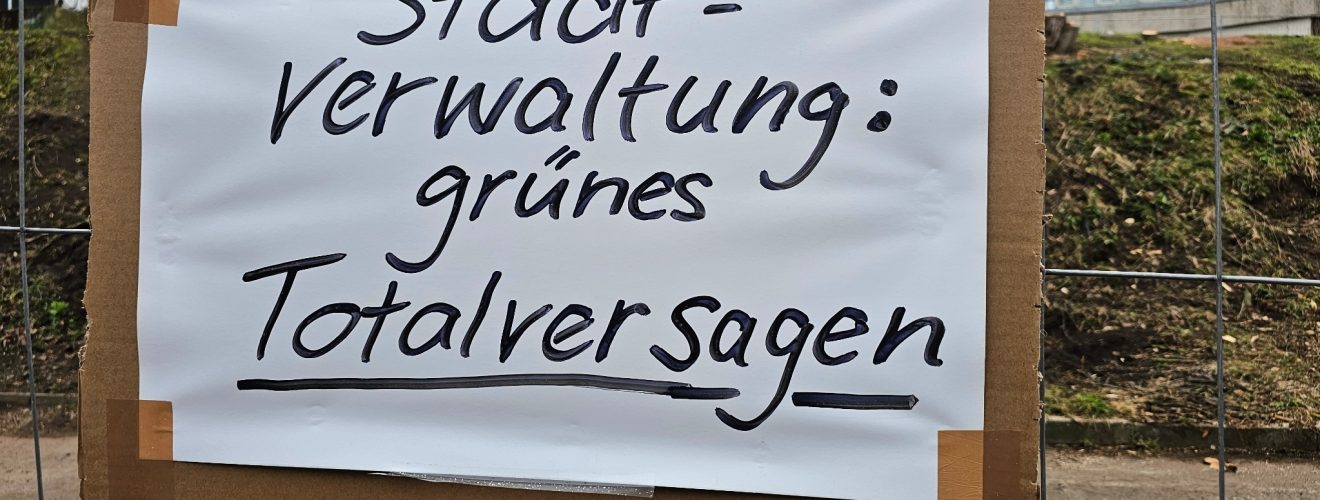 Stadt-
Verwaltung:
grünes
Totalversagen